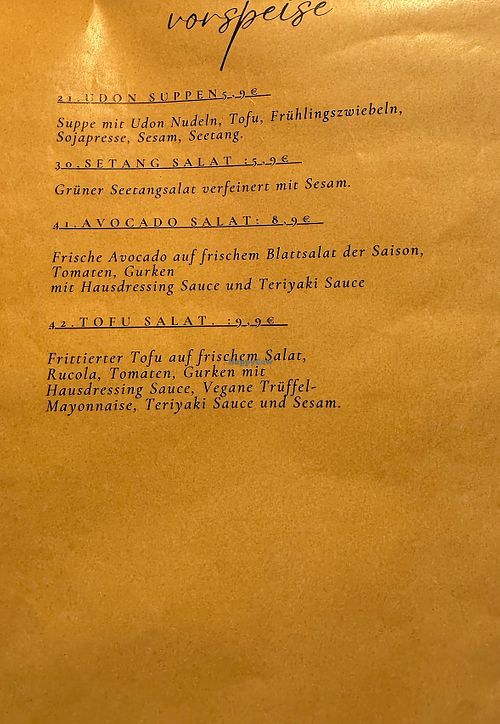 vorspeise
21.UDON SUPPEN5,9€
Suppe mit Udon Nudeln, Tofu, Frühlingszwiebeln,
Sojapresse, Sesam, Seetang.
30.SETANG SALAT :5,9€
Grüner Seetangsalat verfeinert mit Sesam.
41.AVOCADO SALAT: 8,9€
Frische Avocado auf frischem Blattsalat der Saison,
Tomaten, Gurken
mit Hausdressing Sauce und Teriyaki Sauce
42.TOFU SALAT. :9,9€
Frittierter Tofu auf frischem Salat,
Rucola, Tomaten, Gurken mit
Hausdressing Sauce, Vegane Trüffel-
Mayonnaise, Teriyaki Sauce und Sesam.